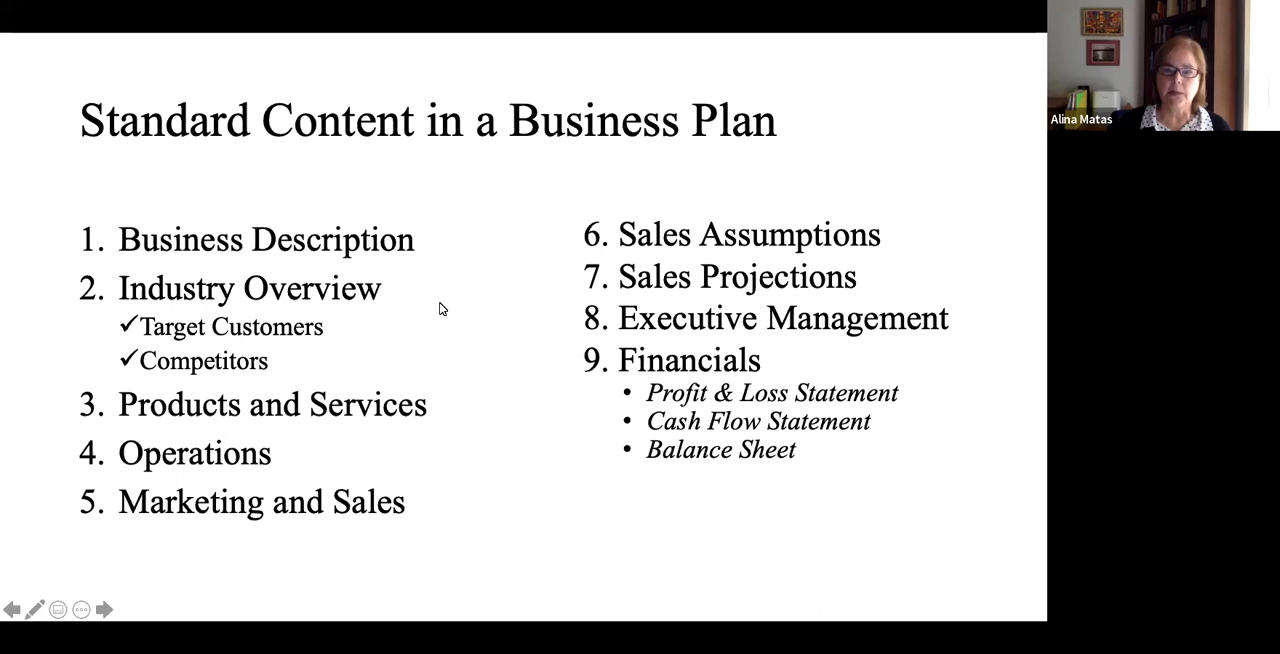 Standard Content in a Business Plan
1. Business Description
2. Industry Overview
✓Target Customers
✓Competitors
3. Products and Services
4. Operations
5. Marketing and Sales
6. Sales Assumptions
7. Sales Projections
8. Executive Management
9. Financials
• Profit & Loss Statement
• Cash Flow Statement
• Balance Sheet
Alina Matas